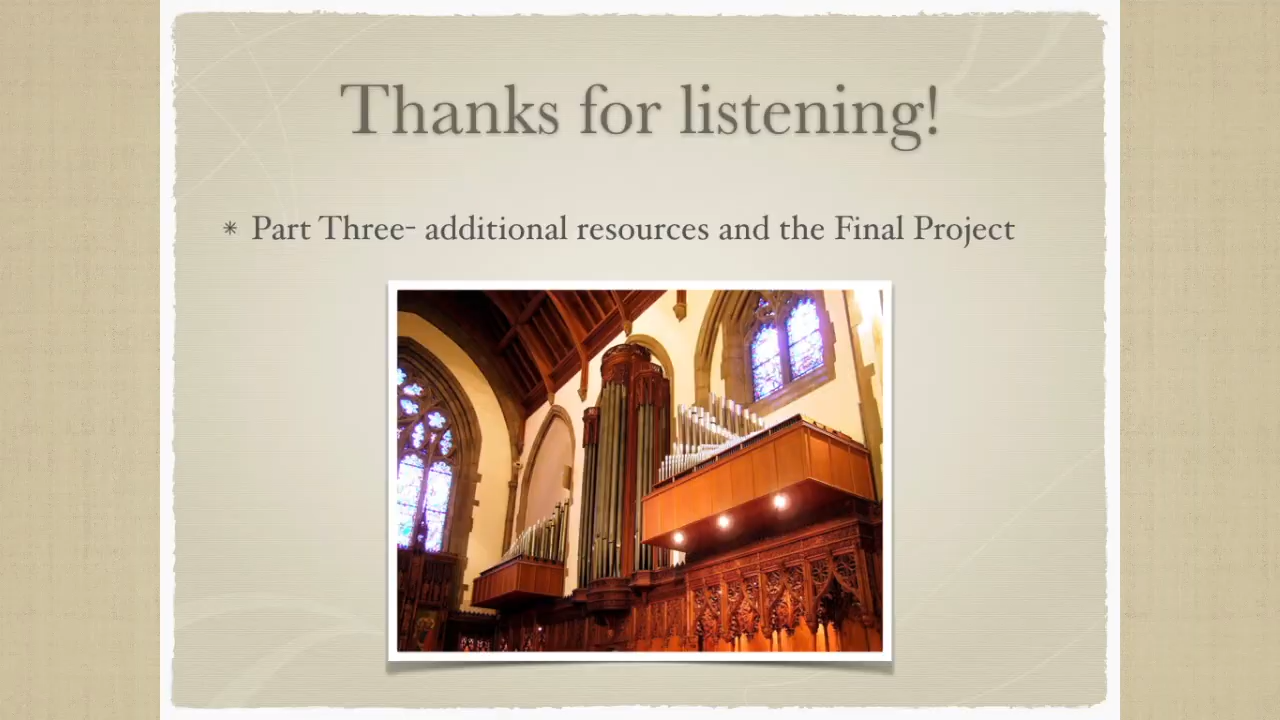 Thanks for listening!
* Part Three- additional resources and the Final Project